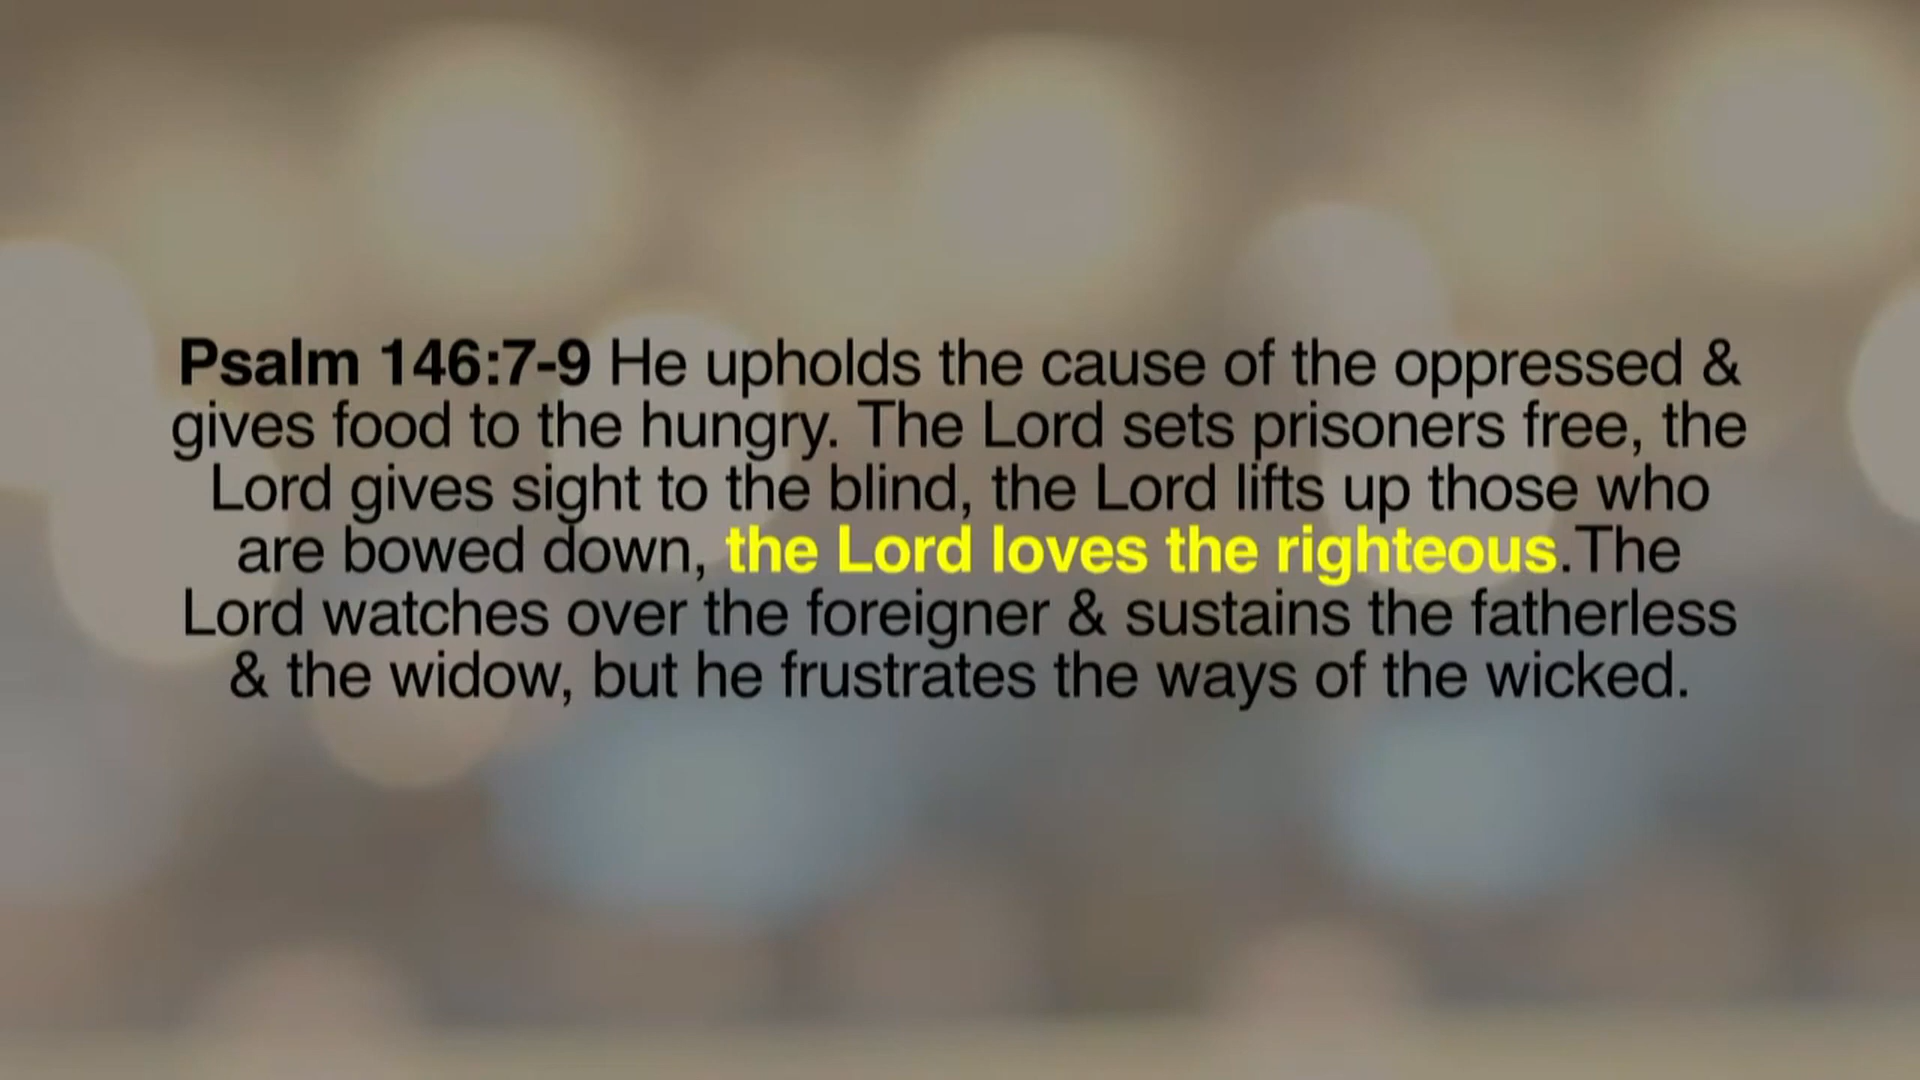 Psalm 146:7-9 He upholds the cause of the oppressed &
gives food to the hungry. The Lord sets prisoners free, the
Lord gives sight to the blind, the Lord lifts up those who
are bowed down, the Lord loves the righteous.The
Lord watches over the foreigner & sustains the fatherless
& the widow, but he frustrates the ways of the wicked.